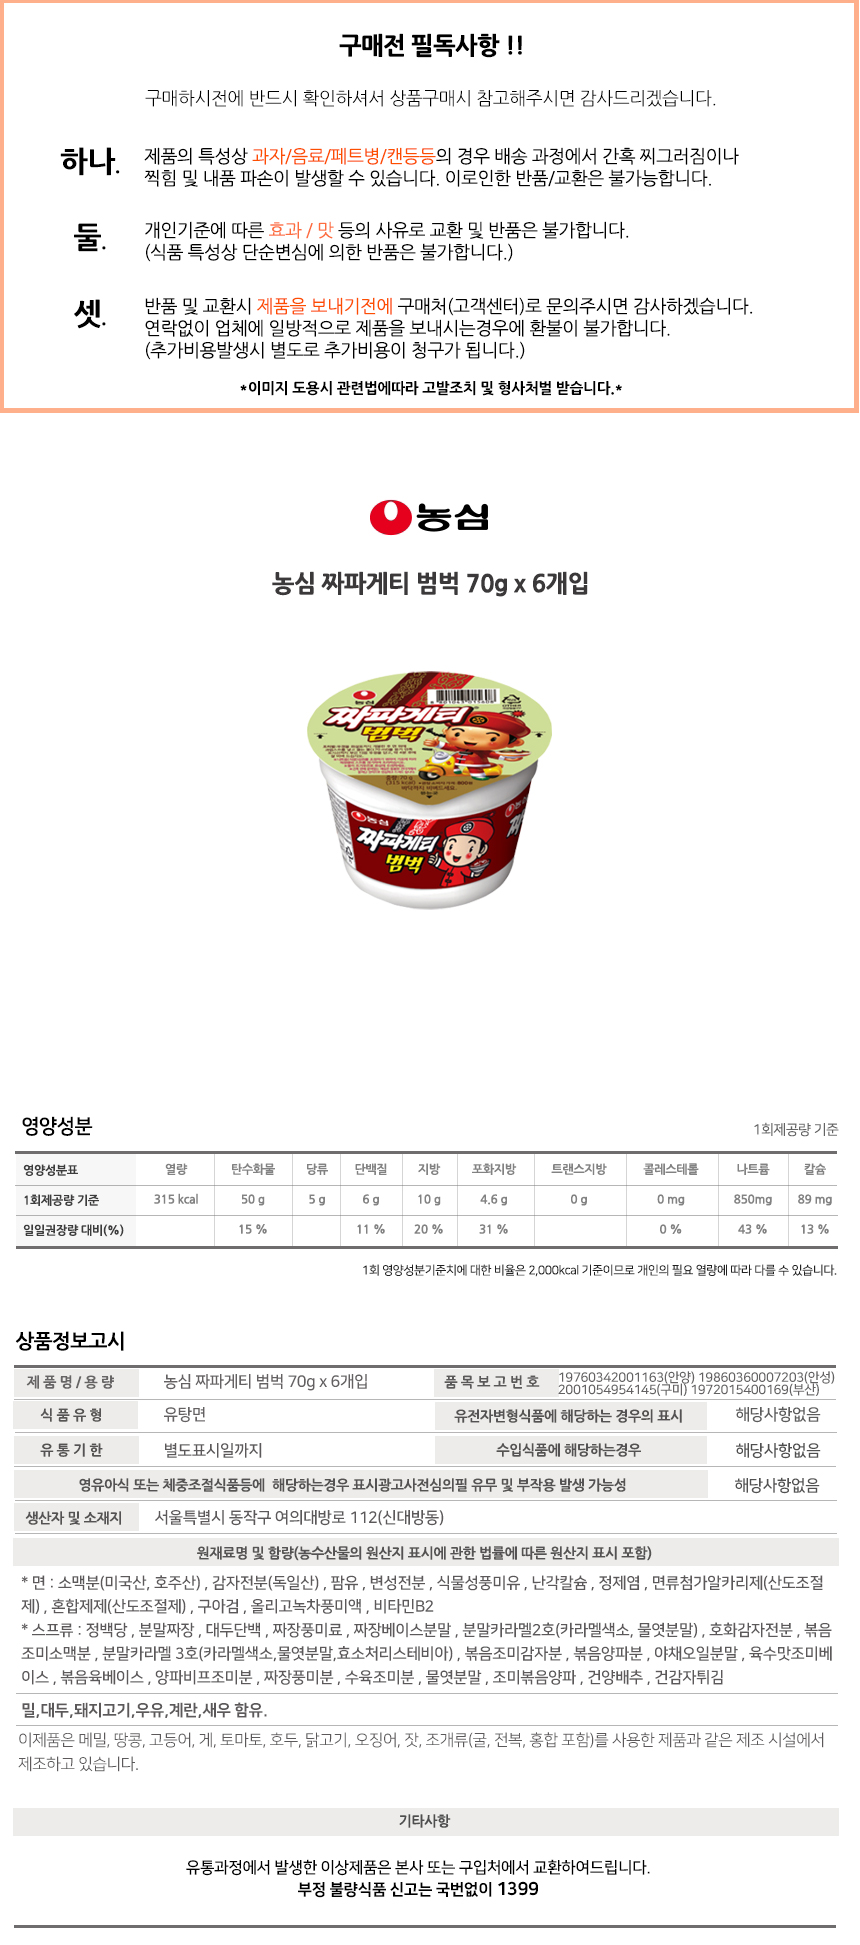 구매전 필독사항 !!
구매하시전에 반드시 확인하셔서 상품구매시 참고해주시면 감사드리겠습니다.
하나.
제품의 특성상 과자/음료/페트병/캔등등의 경우 배송 과정에서 간혹 찌그러짐이나
찍힘 및 내품 파손이 발생할 수 있습니다. 이로인한 반품/교환은 불가능합니다.
둘.
개인기준에 따른 효과 / 맛 등의 사유로 교환 및 반품은 불가합니다.
(식품 특성상 단순변심에 의한 반품은 불가합니다.)
셋.
반품 및 교환시 제품을 보내기전에 구매처(고객센터)로 문의주시면 감사하겠습니다.
연락없이 업체에 일방적으로 제품을 보내시는경우에 환불이 불가합니다.
(추가비용발생시 별도로 추가비용이 청구가 됩니다.)
*이미지 도용시 관련법에따라 고발조치 및 형사처벌 받습니다.*
농심
농심 짜파게티 범벅 70g x 6개입
농심
짜파게티
범벅
농심
짜파게티
범벅
영양성분
1회제공량 기준
영양성분표 열량 탄수화물 당류 단백질 지방 포화지방 트랜스지방 콜레스테롤 나트륨 칼슘
1회제공량 기준 315 kcal 50 g 5 g 6 g 10 g 4.6 g 0 g 0 mg 850mg 89 mg
일일권장량 대비(%) 15 % 11 % 20 % 31 % 0 % 43 % 13 %
1회 영양성분기준치에 대한 비율은 2,000kcal 기준이므로 개인의 필요 열량에 따라 다를 수 있습니다.
상품정보고시
제 품 명 / 용 량 농심 짜파게티 범벅 70g x 6개입 품 목 보 고 번 호 19760342001163(안양) 19860360007203(안성)
2001054954145(구미) 1972015400169(부산)
식 품 유 형 유탕면 유전자변형식품에 해당하는 경우의 표시 해당사항없음
유 통 기 한 별도표시일까지 수입식품에 해당하는경우 해당사항없음
영유아식 또는 체중조절식품등에 해당하는경우 표시광고사전심의필 유무 및 부작용 발생 가능성 해당사항없음
생산자 및 소재지 서울특별시 동작구 여의대방로 112(신대방동)
원재료명 및 함량(농수산물의 원산지 표시에 관한 법률에 따른 원산지 표시 포함)
* 면 : 소맥분(미국산, 호주산) , 감자전분(독일산) , 팜유 , 변성전분 , 식물성풍미유 , 난각칼슘 , 정제염 , 면류첨가알카리제(산도조절
제) , 혼합제제(산도조절제) , 구아검 , 올리고녹차풍미액 , 비타민B2
* 스프류 : 정백당 , 분말짜장 , 대두단백 , 짜장풍미료 , 짜장베이스분말 , 분말카라멜2호(카라멜색소, 물엿분말) , 호화감자전분 , 볶음
조미소맥분 , 분말카라멜 3호(카라멜색소,물엿분말,효소처리스테비아) , 볶음조미감자분 , 볶음양파분 , 야채오일분말 , 육수맛조미베
이스 , 볶음육베이스 , 양파비프조미분 , 짜장풍미분 , 수육조미분 , 물엿분말 , 조미볶음양파 , 건양배추 , 건감자튀김
밀,대두,돼지고기,우유,계란,새우 함유.
이제품은 메밀, 땅콩, 고등어, 게, 토마토, 호두, 닭고기, 오징어, 잣, 조개류(굴, 전복, 홍합 포함)를 사용한 제품과 같은 제조 시설에서
제조하고 있습니다.
기타사항
유통과정에서 발생한 이상제품은 본사 또는 구입처에서 교환하여드립니다.
부정 불량식품 신고는 국번없이 1399